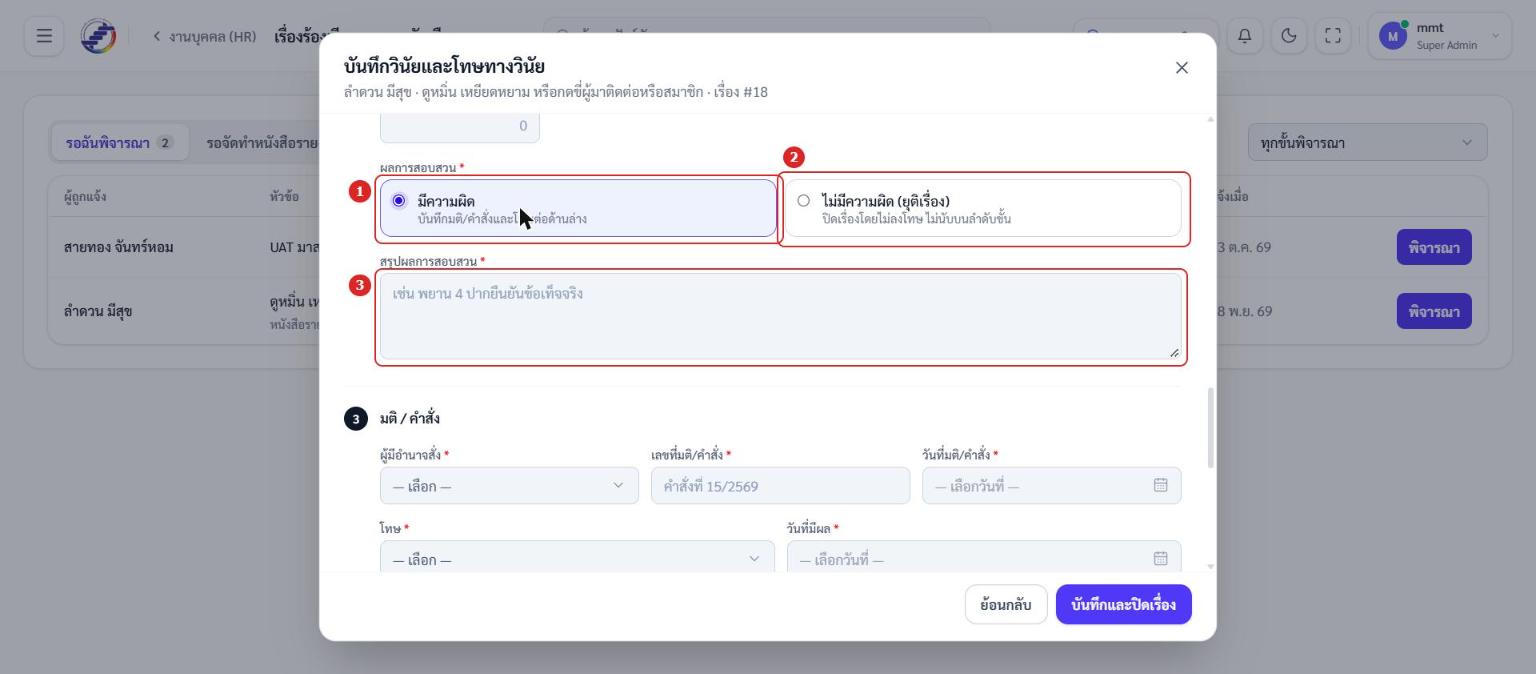 งานบุคคล (HR)
mmt
Super Admin
M
บันทึกวินัยและโทษทางวินัย
ลำดวน มีสุข · ดูหมิ่น เหยียดหยาม หรือกดขี่ผู้มาติดต่อหรือสมาชิก · เรื่อง #18
รอฉันพิจารณา 2
รอจัดทำหนังสือราย
ทุกขั้นพิจารณา
0
ผลการสอบสวน *
1
2
มีความผิด
บันทึกมติ/คำสั่งและ
ต่อด้านล่าง
ไม่มีความผิด (ยุติเรื่อง)
ปิดเรื่องโดยไม่ลงโทษ ไม่นับบนลำดับขั้น
ผู้ถูกแจ้ง
หัวข้อ
จ้งเมื่อ
สายทอง จันทร์หอม
UAT มาส
3 ต.ค. 69
พิจารณา
ลำดวน มีสุข
ดูหมิ่น เห
หนังสือราย
8 พ.ย. 69
พิจารณา
สรุปผลการสอบสวน *
3
เช่น พยาน 4 ปากยืนยันข้อเท็จจริง
3
มติ / คำสั่ง
ผู้มีอำนาจสั่ง *
เลขที่มติ/คำสั่ง *
วันที่มติ/คำสั่ง *
— เลือก —
คำสั่งที่ 15/2569
— เลือกวันที่ —
โทษ *
วันที่มีผล *
— เลือก —
— เลือกวันที่ —
ย้อนกลับ
บันทึกและปิดเรื่อง